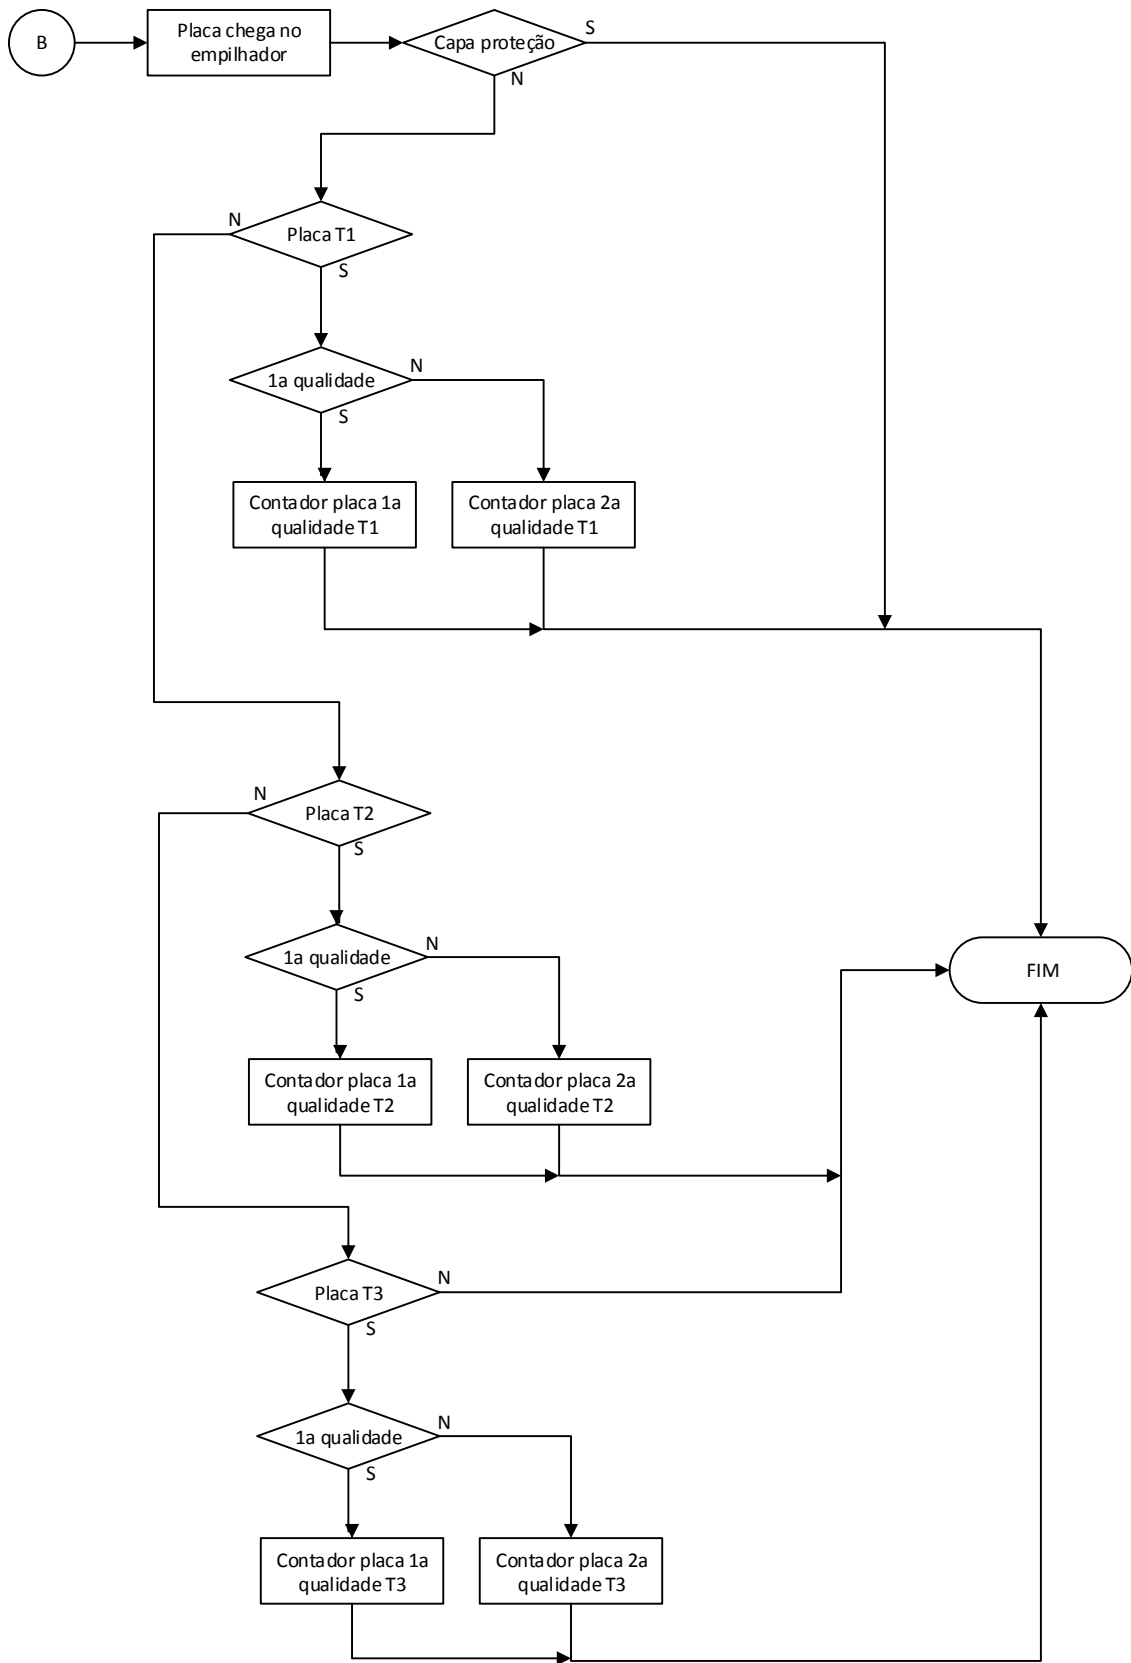 B
Placa chega no
empilhador
Capa proteção
S
N
N
Placa T1
S
1a qualidade
N
S
Contador placa 1a
qualidade T1
Contador placa 2a
qualidade T1
N
Placa T2
S
1a qualidade
N
S
FIM
Contador placa 1a
qualidade T2
Contador placa 2a
qualidade T2
Placa T3
N
S
1a qualidade
N
S
Contador placa 1a
qualidade T3
Contador placa 2a
qualidade T3